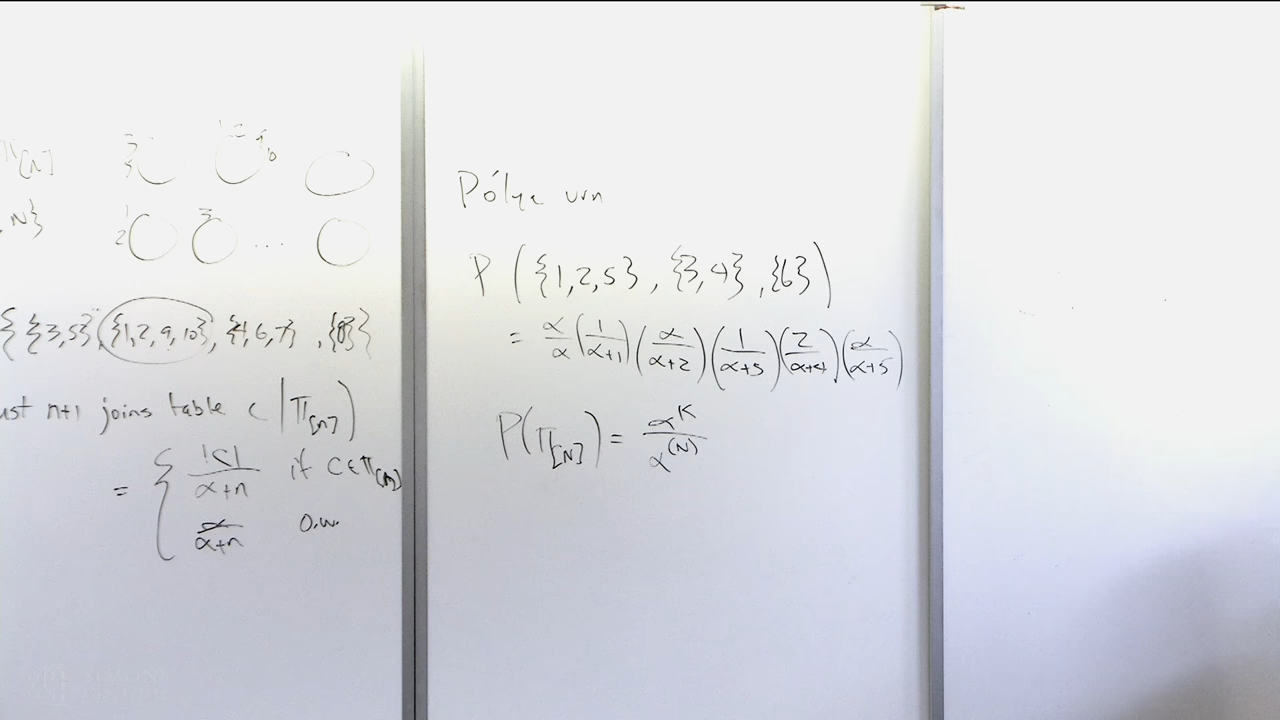 Π[n]
, N}
{ {3,5}, {1,2,9,10}, {4,6,7}, {8} }
ust n+1 joins table c | Π[n])
= { |c| / α+n if c ∈ Π[n]
α / α+n o.w.
Pólya urn
P ( {1,2,5}, {3,4}, {6} )
= α/α (1/α+1) (α/α+2) (1/α+5) (2/α+4) (α/α+5)
P(Π[N]) = α^K / α^(N)